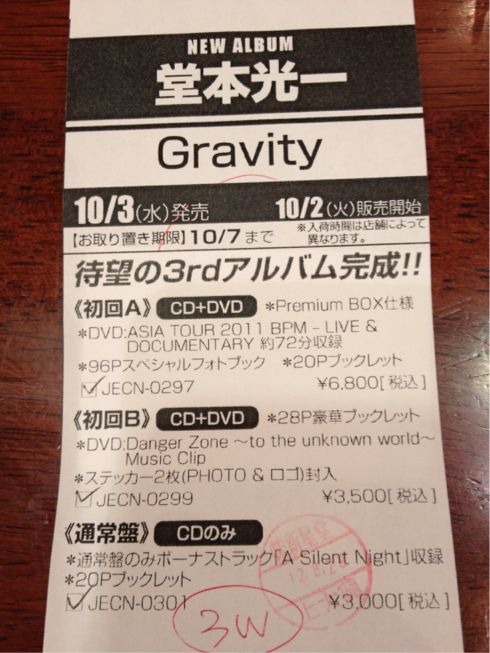 NEW ALBUM
堂本光一
Gravity
10/3(水)発売 10/2(火)販売開始
【お取り置き期限】10/7まで ※入荷時間は店舗によって
異なります。
待望の3rdアルバム完成!!
《初回A》 CD+DVD *Premium BOX仕様
*DVD:ASIA TOUR 2011 BPM – LIVE &
DOCUMENTARY 約72分収録
*96Pスペシャルフォトブック *20Pブックレット
☑JECN-0297 ¥6,800[税込]
《初回B》 CD+DVD *28P豪華ブックレット
*DVD:Danger Zone ~to the unknown world~
Music Clip
*ステッカー2枚(PHOTO & ロゴ)封入
☑JECN-0299 ¥3,500[税込]
《通常盤》 CDのみ
*通常盤のみボーナストラック「A Silent Night」収録
*20Pブックレット
☑JECN-0301 ¥3,000[税込]
3W